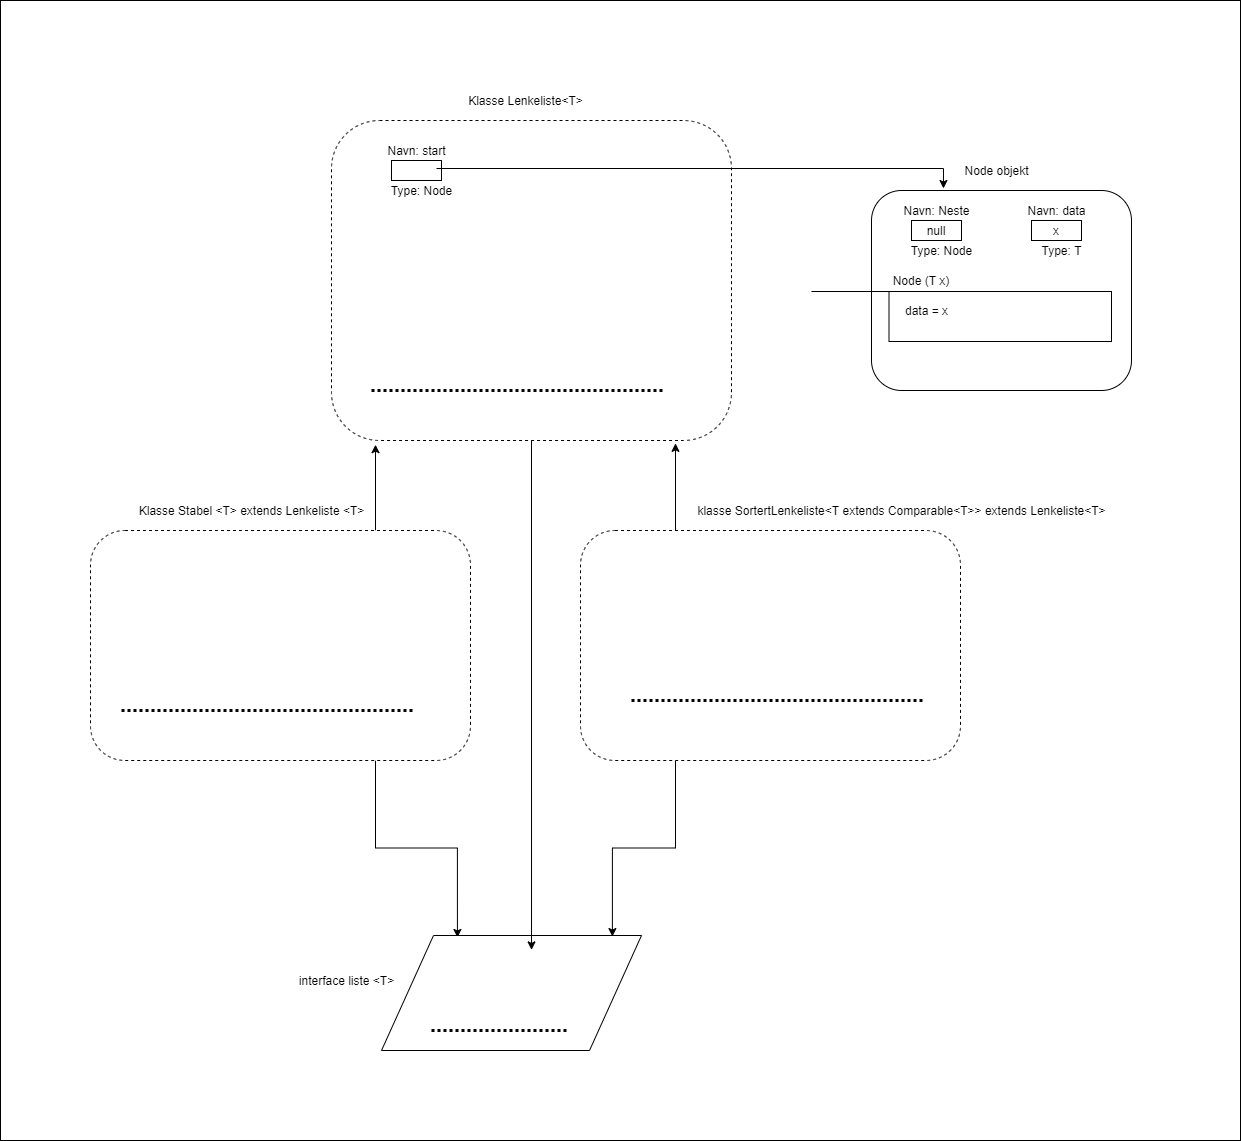 Klasse Lenkeliste<T>
Navn: start
Type: Node
Node objekt
Navn: Neste
Navn: data
null
x
Type: Node
Type: T
Node (T x)
data = x
Klasse Stabel <T> extends Lenkeliste <T>
klasse SortertLenkeliste<T extends Comparable<T>> extends Lenkeliste<T>
interface liste <T>